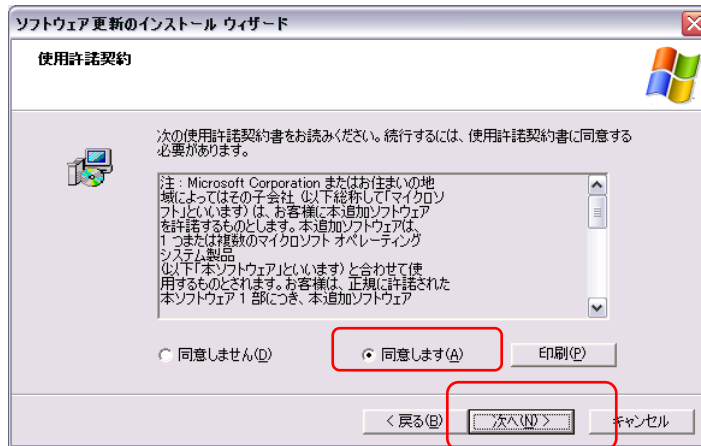 ソフトウェア更新のインストール ウィザード
使用許諾契約
次の使用許諾契約書をお読みください。続行するには、使用許諾契約書に同意する
必要があります。
注 : Microsoft Corporation またはお住まいの地
域によってはその子会社 (以下総称して「マイクロソ
フト」といいます) は、お客様に本追加ソフトウェア
を許諾するものとします。本追加ソフトウェアは、
1 つまたは複数のマイクロソフト オペレーティング
システム製品
(以下「本ソフトウェア」といいます) と合わせて使
用するものとされます。お客様は、正規に許諾された
本ソフトウェア 1 部につき、本追加ソフトウェア
同意しません(D)
同意します(A)
印刷(P)
< 戻る(B)
次へ(N) >
キャンセル